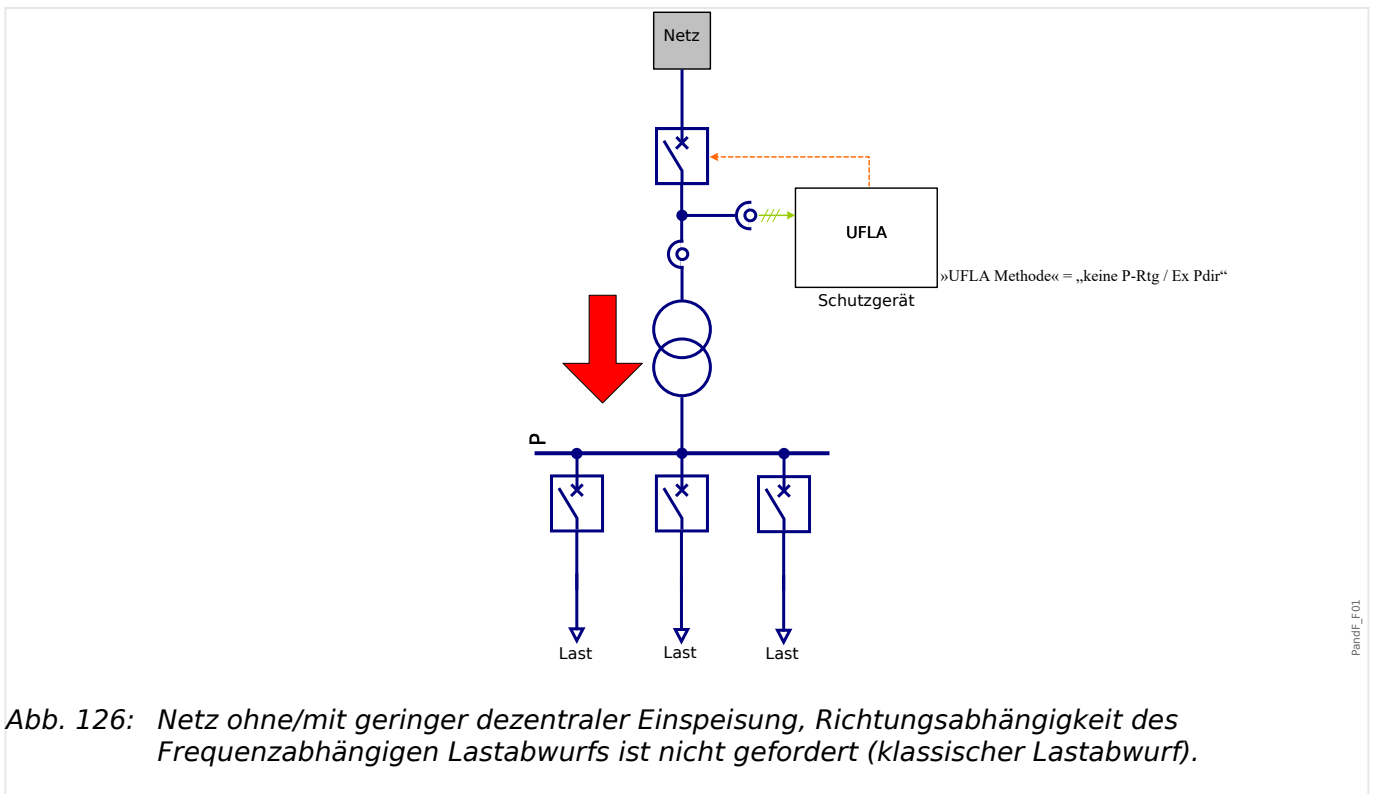 Netz
UFLA
»UFLA Methode« = „keine P-Rtg / Ex Pdir“
Schutzgerät
P
Last
Last
Last
PandF_F01
Abb. 126: Netz ohne/mit geringer dezentraler Einspeisung, Richtungsabhängigkeit des
Frequenzabhängigen Lastabwurfs ist nicht gefordert (klassischer Lastabwurf).